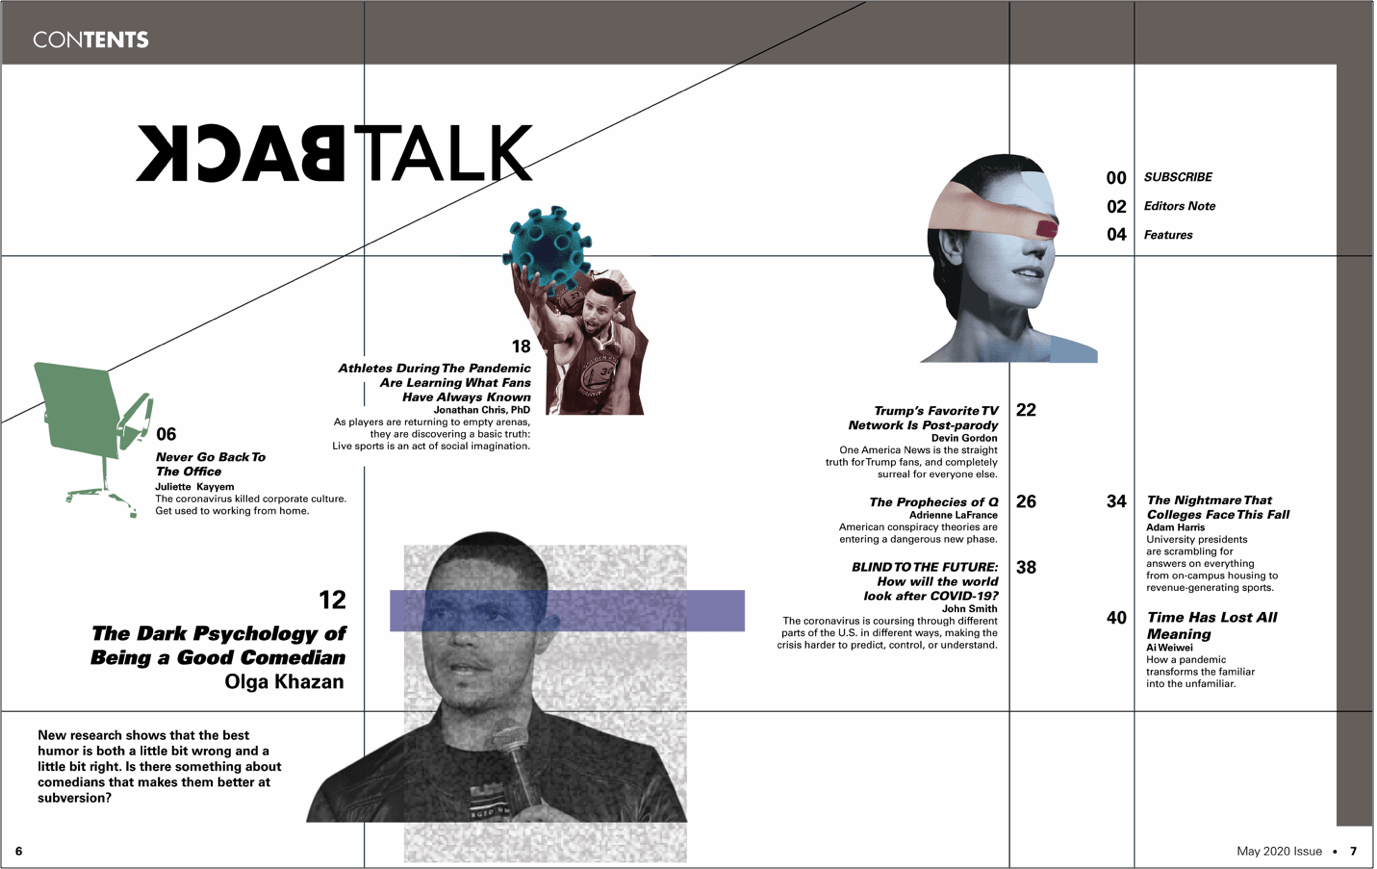 CONTENTS
BACKTALK
00 SUBSCRIBE
02 Editors Note
04 Features
18
Athletes During The Pandemic
Are Learning What Fans
Have Always Known
Jonathan Chris, PhD
As players are returning to empty arenas,
they are discovering a basic truth:
Live sports is an act of social imagination.
06
Never Go Back To
The Office
Juliette Kayyem
The coronavirus killed corporate culture.
Get used to working from home.
12
The Dark Psychology of
Being a Good Comedian
Olga Khazan
New research shows that the best
humor is both a little bit wrong and a
little bit right. Is there something about
comedians that makes them better at
subversion?
22
Trump's Favorite TV
Network Is Post-parody
Devin Gordon
One America News is the straight
truth for Trump fans, and completely
surreal for everyone else.
26
The Prophecies of Q
Adrienne LaFrance
American conspiracy theories are
entering a dangerous new phase.
38
BLIND TO THE FUTURE:
How will the world
look after COVID-19?
John Smith
The coronavirus is coursing through different
parts of the U.S. in different ways, making the
crisis harder to predict, control, or understand.
34
The Nightmare That
Colleges Face This Fall
Adam Harris
University presidents
are scrambling for
answers on everything
from on-campus housing to
revenue-generating sports.
40
Time Has Lost All
Meaning
Ai Weiwei
How a pandemic
transforms the familiar
into the unfamiliar.
6
May 2020 Issue • 7